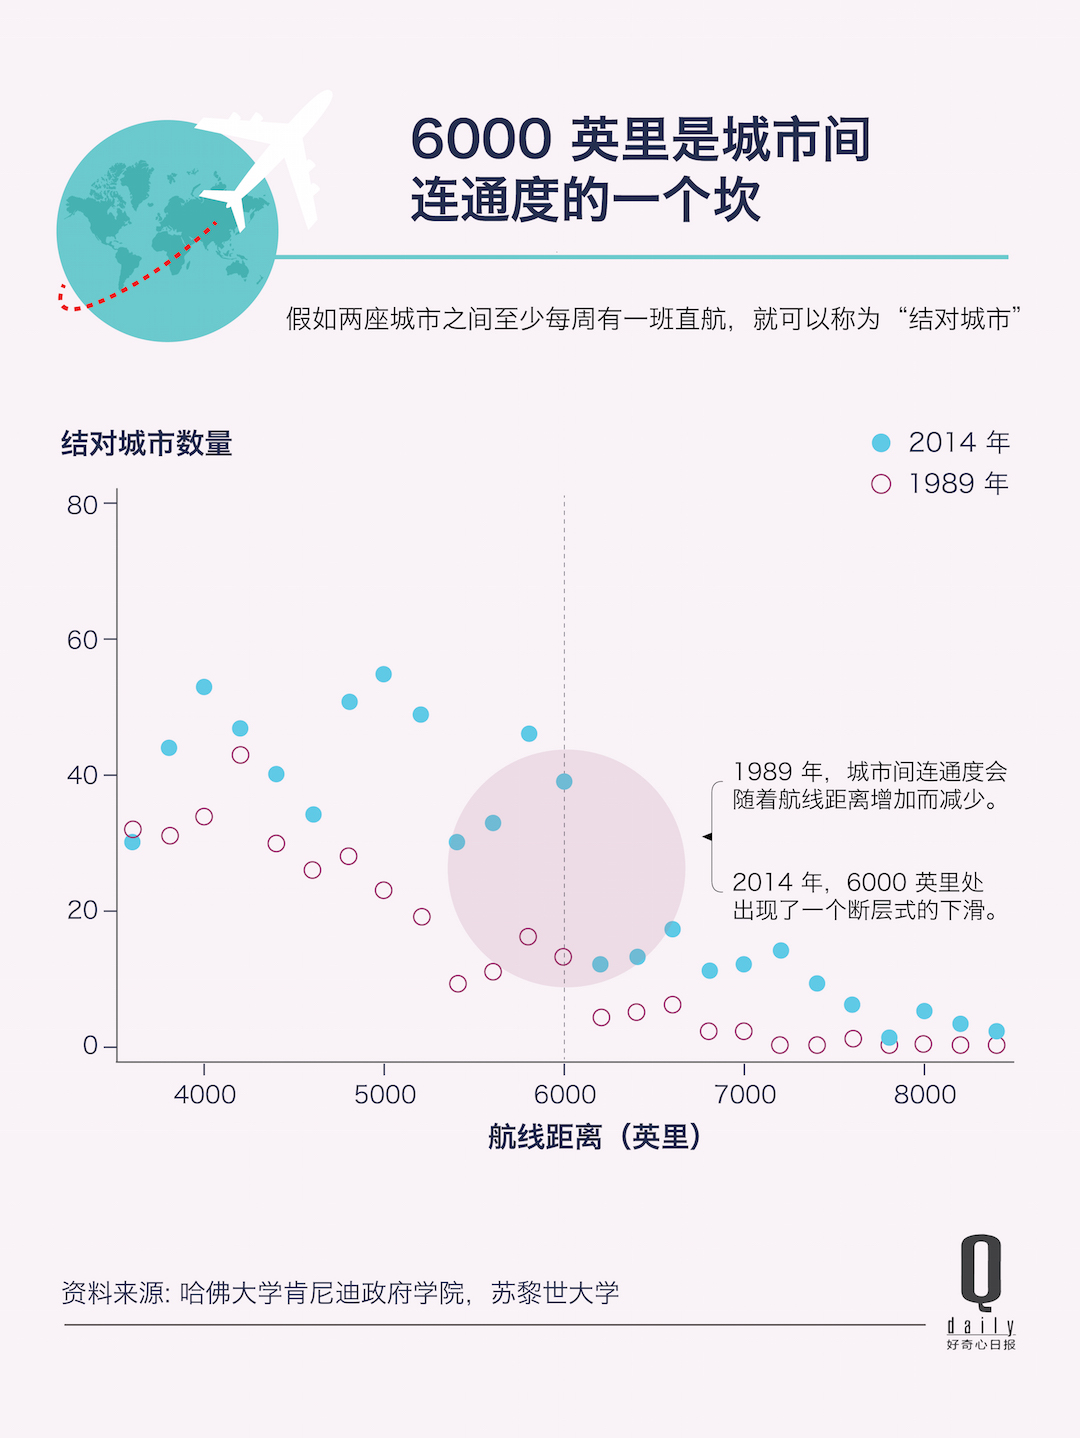 6000 英里是城市间
连通度的一个坎
假如两座城市之间至少每周有一班直航，就可以称为“结对城市”
结对城市数量
2014 年
1989 年
80
60
40
20
0
1989 年，城市间连通度会
随着航线距离增加而减少。
2014 年，6000 英里处
出现了一个断层式的下滑。
4000
5000
6000
7000
8000
航线距离（英里）
资料来源: 哈佛大学肯尼迪政府学院，苏黎世大学
Q
daily
好奇心日报